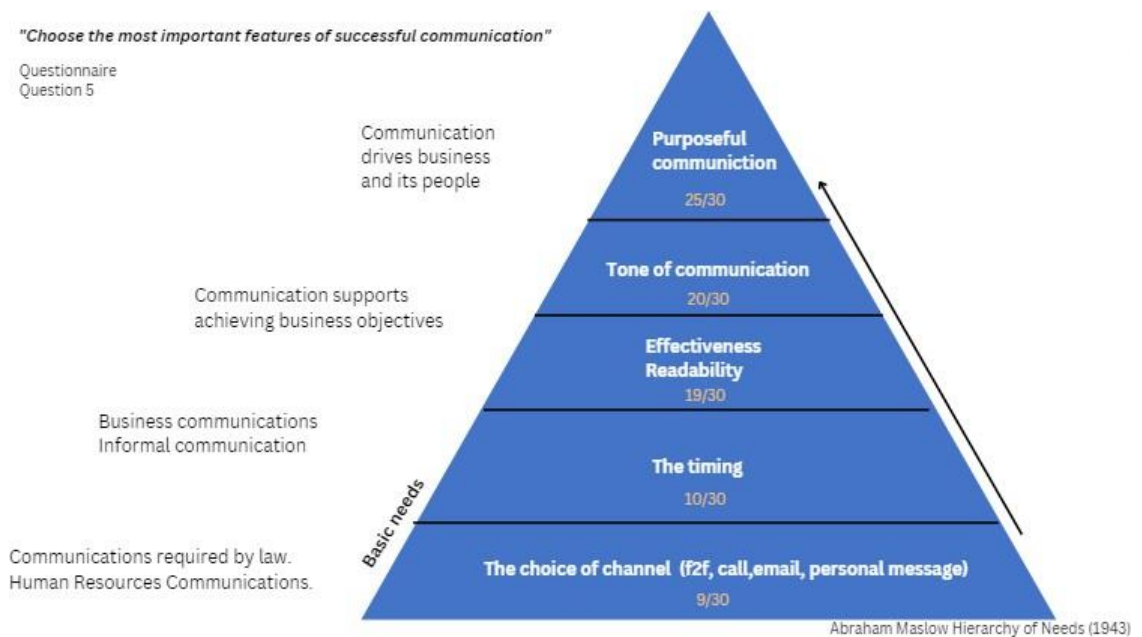 "Choose the most important features of successful communication"
Questionnaire
Question 5
Communication
drives business
and its people
Purposeful
communiction
25/30
Tone of communication
20/30
Communication supports
achieving business objectives
Effectiveness
Readability
19/30
Business communications
Informal communication
The timing
10/30
Basic needs
Communications required by law.
Human Resources Communications.
The choice of channel (f2f, call,email, personal message)
9/30
Abraham Maslow Hierarchy of Needs (1943)